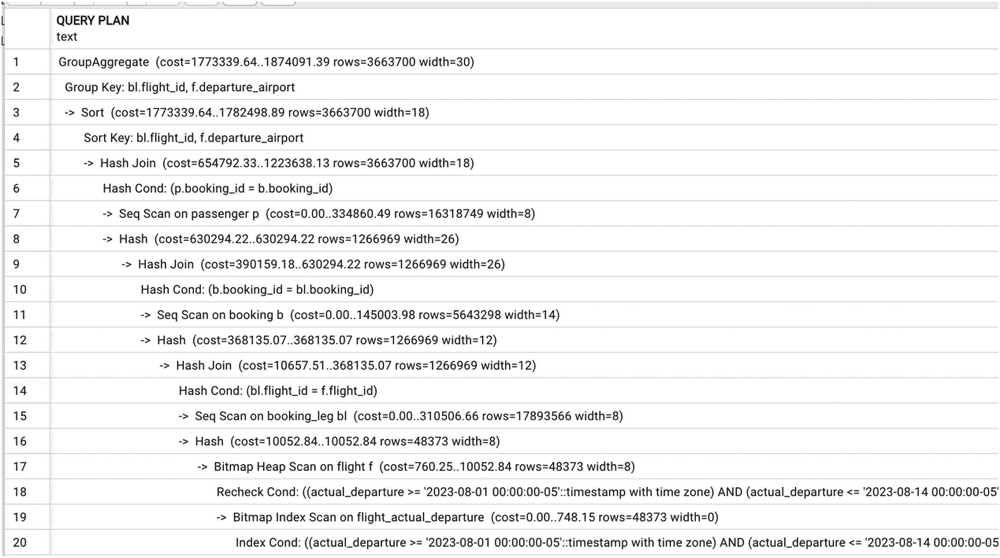 QUERY PLAN
text
1 GroupAggregate (cost=1773339.64..1874091.39 rows=3663700 width=30)
2 Group Key: bl.flight_id, f.departure_airport
3 -> Sort (cost=1773339.64..1782498.89 rows=3663700 width=18)
4 Sort Key: bl.flight_id, f.departure_airport
5 -> Hash Join (cost=654792.33..1223638.13 rows=3663700 width=18)
6 Hash Cond: (p.booking_id = b.booking_id)
7 -> Seq Scan on passenger p (cost=0.00..334860.49 rows=16318749 width=8)
8 -> Hash (cost=630294.22..630294.22 rows=1266969 width=26)
9 -> Hash Join (cost=390159.18..630294.22 rows=1266969 width=26)
10 Hash Cond: (b.booking_id = bl.booking_id)
11 -> Seq Scan on booking b (cost=0.00..145003.98 rows=5643298 width=14)
12 -> Hash (cost=368135.07..368135.07 rows=1266969 width=12)
13 -> Hash Join (cost=10657.51..368135.07 rows=1266969 width=12)
14 Hash Cond: (bl.flight_id = f.flight_id)
15 -> Seq Scan on booking_leg bl (cost=0.00..310506.66 rows=17893566 width=8)
16 -> Hash (cost=10052.84..10052.84 rows=48373 width=8)
17 -> Bitmap Heap Scan on flight f (cost=760.25..10052.84 rows=48373 width=8)
18 Recheck Cond: ((actual_departure >= '2023-08-01 00:00:00-05'::timestamp with time zone) AND (actual_departure <= '2023-08-14 00:00:00-05'
19 -> Bitmap Index Scan on flight_actual_departure (cost=0.00..748.15 rows=48373 width=0)
20 Index Cond: ((actual_departure >= '2023-08-01 00:00:00-05'::timestamp with time zone) AND (actual_departure <= '2023-08-14 00:00:00-05